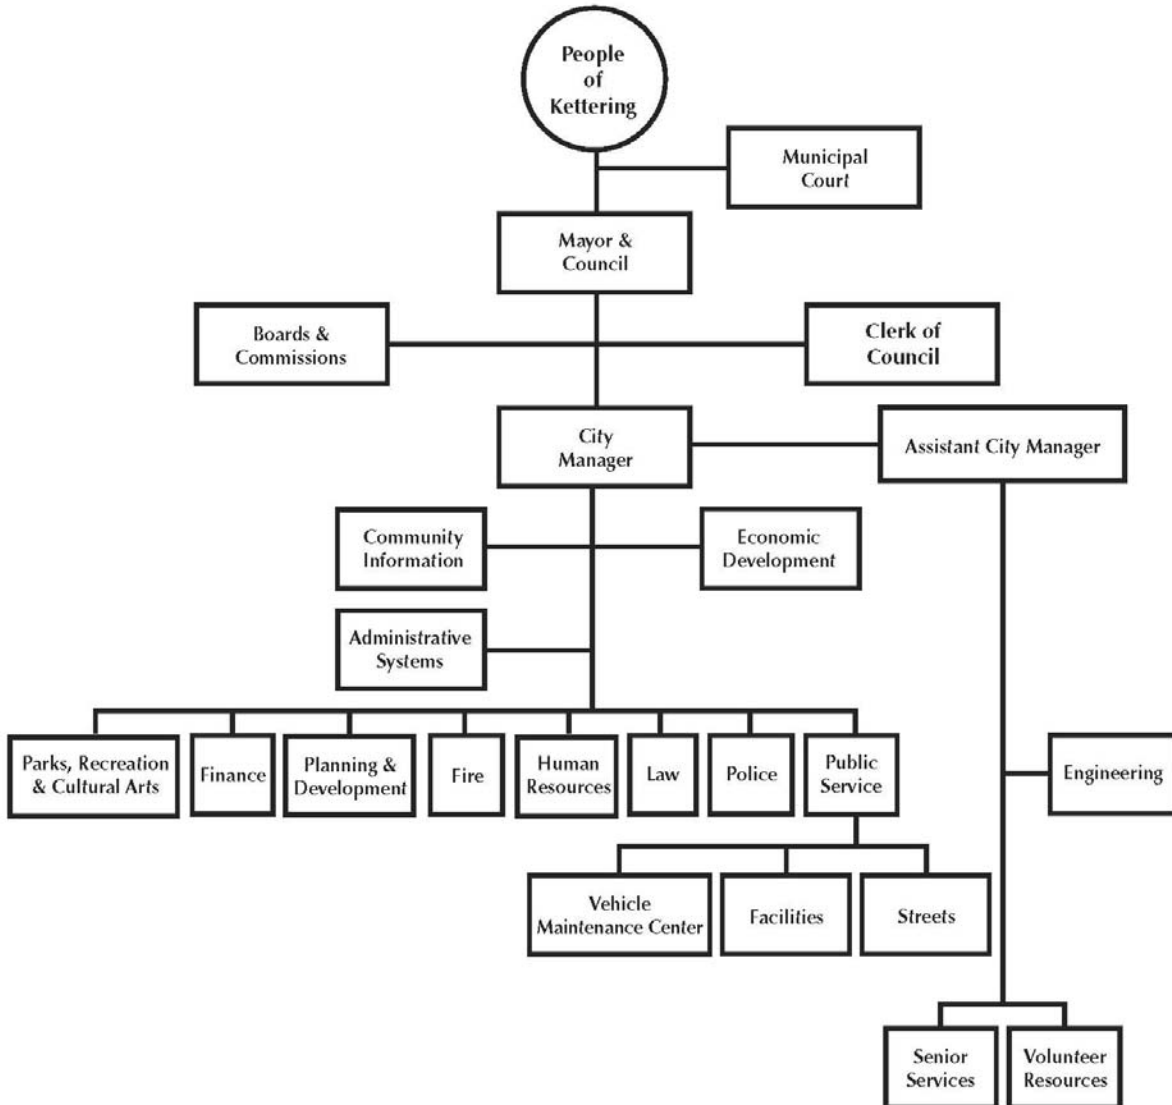 People
of
Kettering
Municipal
Court
Mayor &
Council
Boards &
Commissions
Clerk of
Council
City
Manager
Assistant City Manager
Community
Information
Economic
Development
Administrative
Systems
Parks, Recreation
& Cultural Arts
Finance
Planning &
Development
Fire
Human
Resources
Law
Police
Public
Service
Engineering
Vehicle
Maintenance Center
Facilities
Streets
Senior
Services
Volunteer
Resources